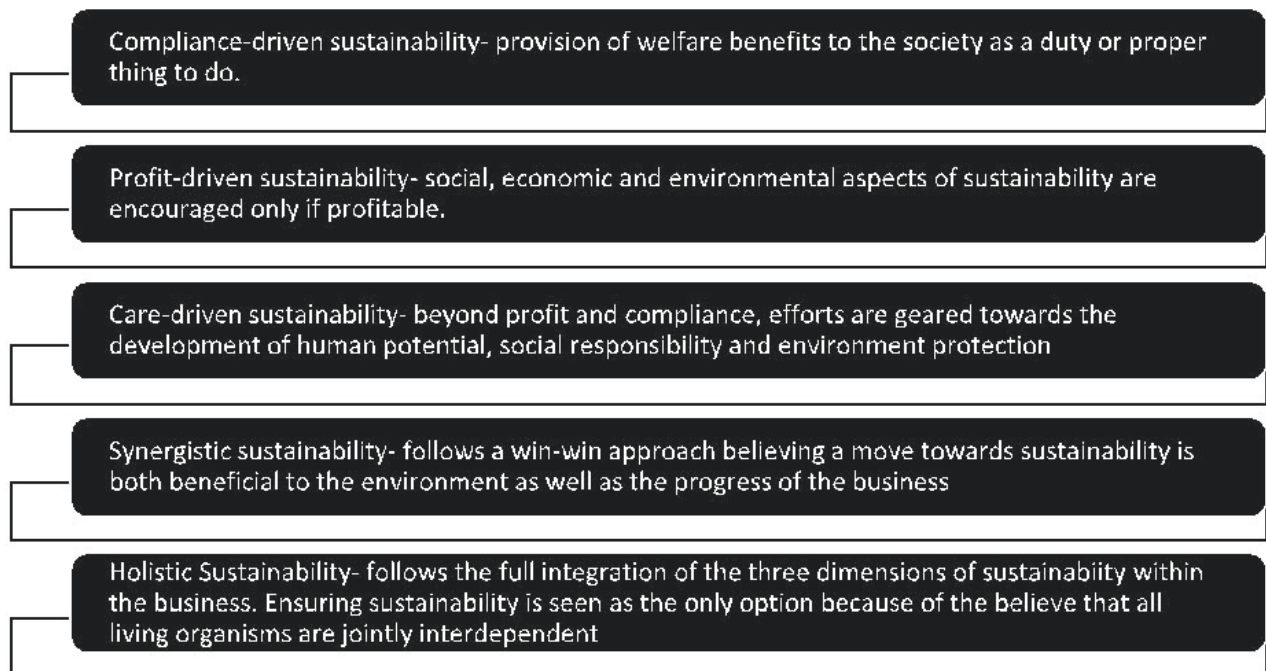 Compliance-driven sustainability- provision of welfare benefits to the society as a duty or proper
thing to do.
Profit-driven sustainability- social, economic and environmental aspects of sustainability are
encouraged only if profitable.
Care-driven sustainability- beyond profit and compliance, efforts are geared towards the
development of human potential, social responsibility and environment protection
Synergistic sustainability- follows a win-win approach believing a move towards sustainability is
both beneficial to the environment as well as the progress of the business
Holistic Sustainability- follows the full integration of the three dimensions of sustainabiity within
the business. Ensuring sustainability is seen as the only option because of the believe that all
living organisms are jointly interdependent